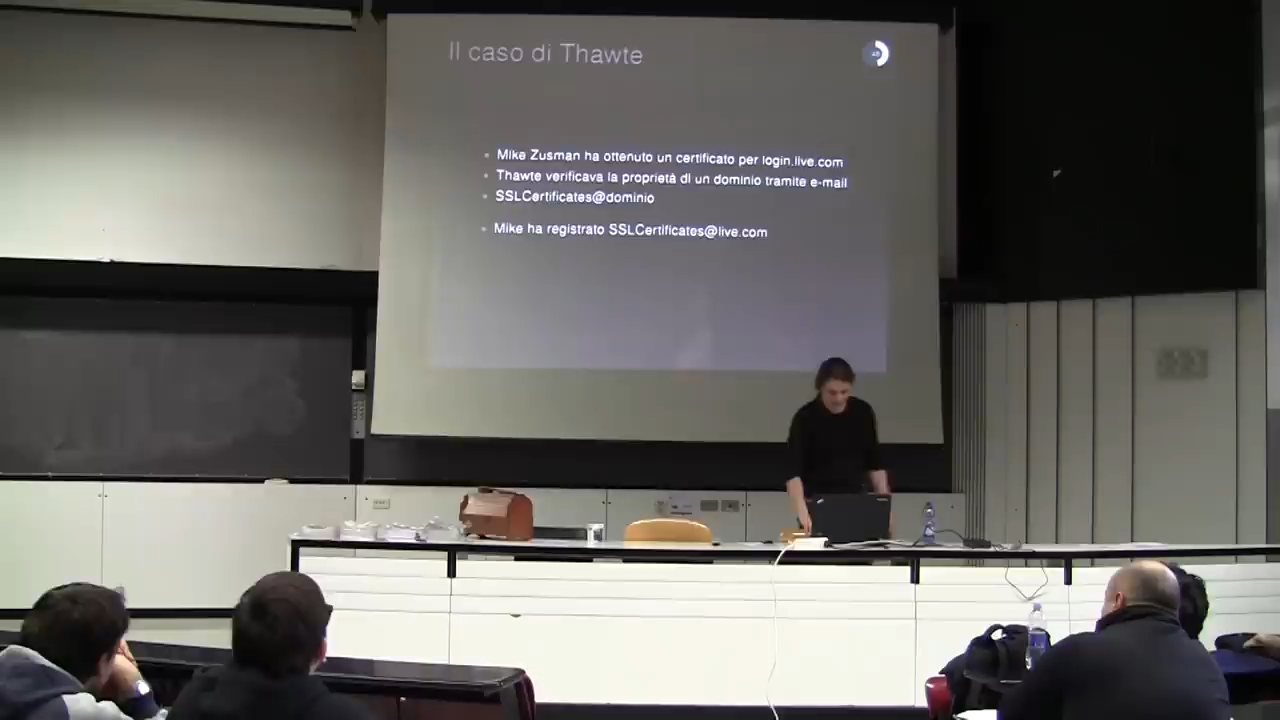 Il caso di Thawte
Mike Zusman ha ottenuto un certificato per login.live.com
Thawte verificava la proprietà di un dominio tramite e-mail
SSLCertificates@dominio
Mike ha registrato SSLCertificates@live.com